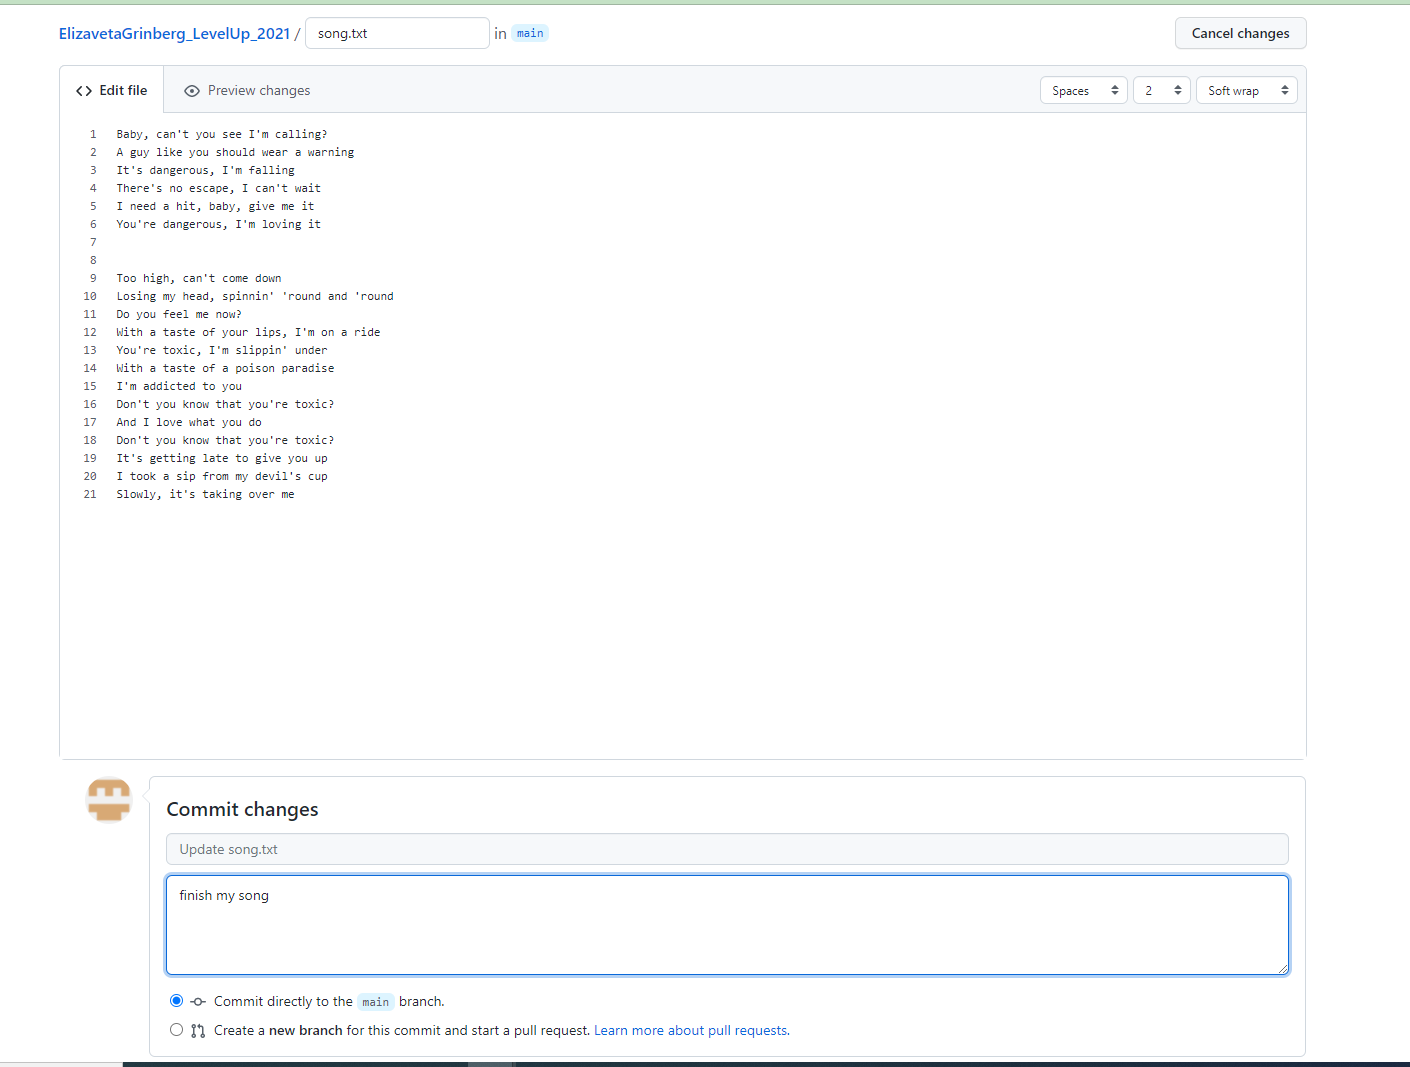 ElizavetaGrinberg_LevelUp_2021 / song.txt in main Cancel changes
Edit file Preview changes Spaces 2 Soft wrap
1 Baby, can't you see I'm calling?
2 A guy like you should wear a warning
3 It's dangerous, I'm falling
4 There's no escape, I can't wait
5 I need a hit, baby, give me it
6 You're dangerous, I'm loving it
7
8
9 Too high, can't come down
10 Losing my head, spinnin' 'round and 'round
11 Do you feel me now?
12 With a taste of your lips, I'm on a ride
13 You're toxic, I'm slippin' under
14 With a taste of a poison paradise
15 I'm addicted to you
16 Don't you know that you're toxic?
17 And I love what you do
18 Don't you know that you're toxic?
19 It's getting late to give you up
20 I took a sip from my devil's cup
21 Slowly, it's taking over me
Commit changes
Update song.txt
finish my song
Commit directly to the main branch.
Create a new branch for this commit and start a pull request. Learn more about pull requests.